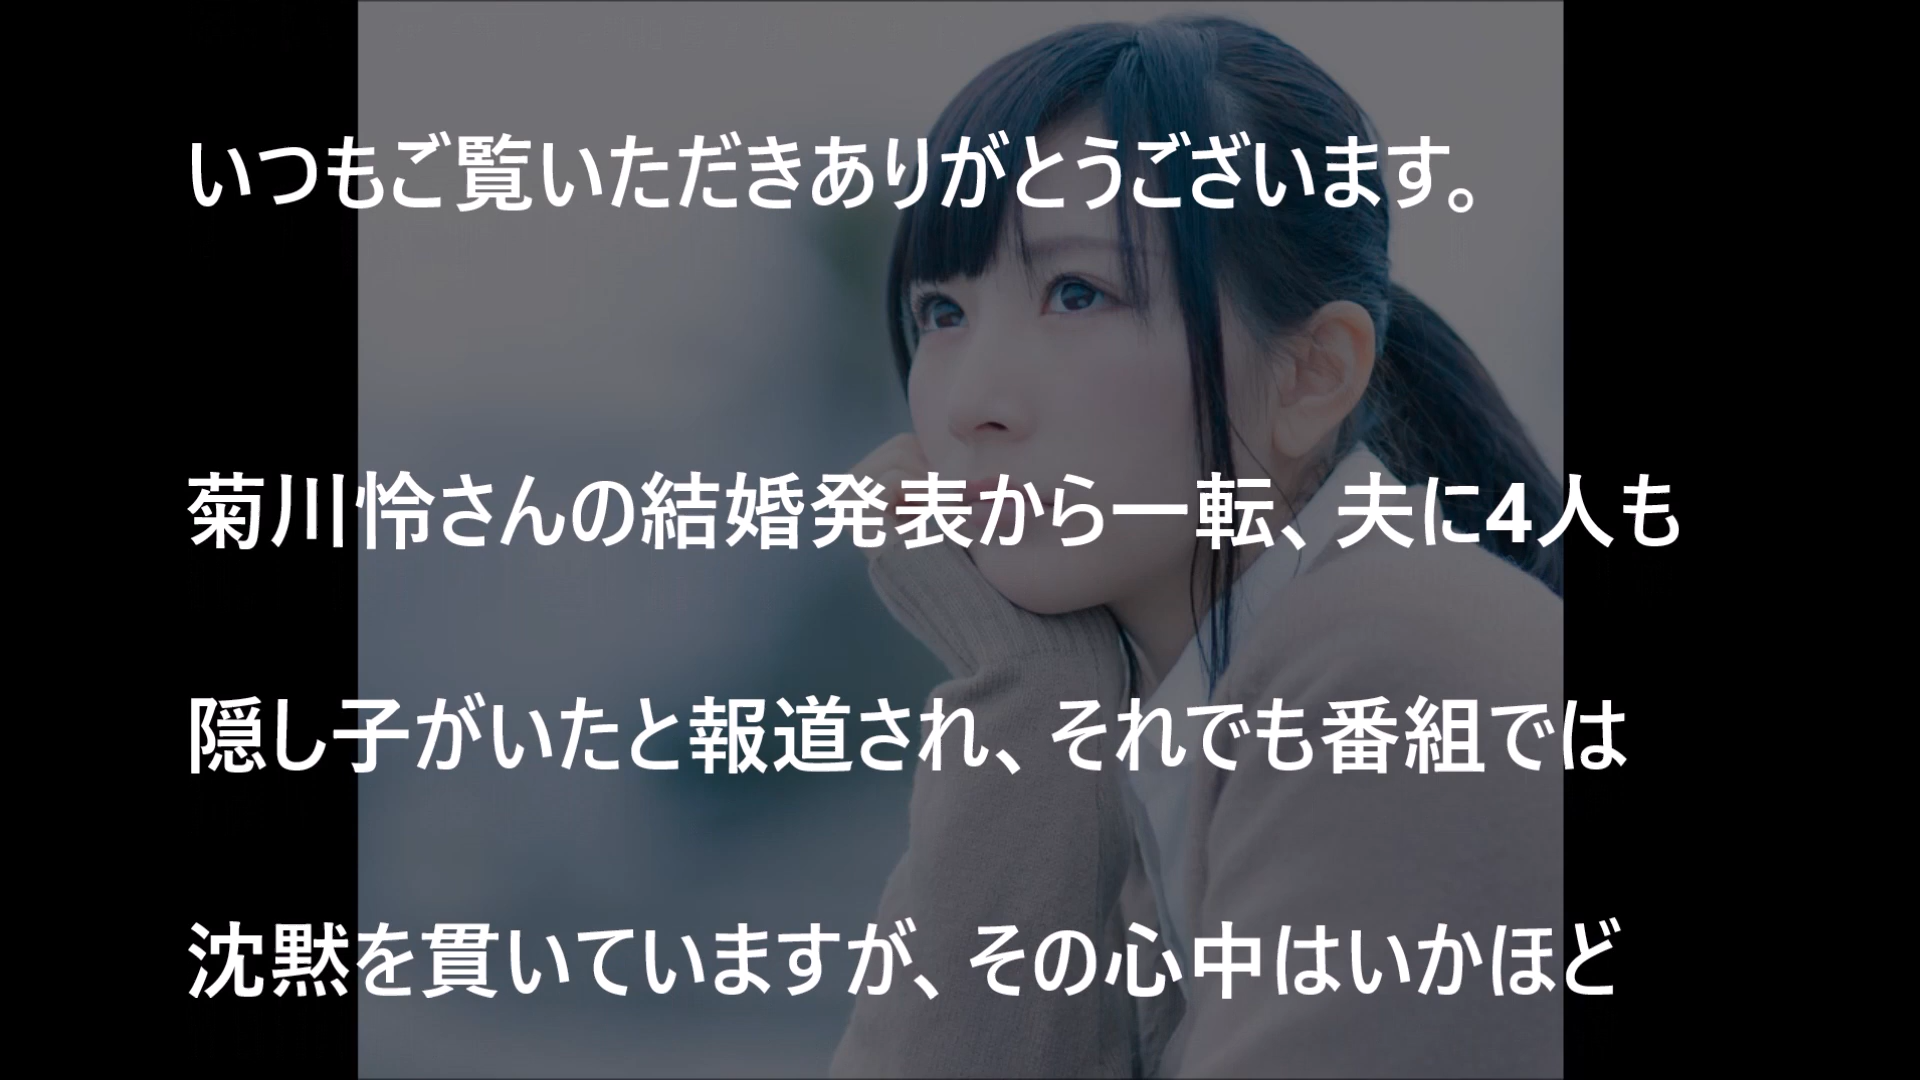 いつもご覧いただきありがとうございます。
菊川怜さんの結婚発表から一転、夫に4人も
隠し子がいたと報道され、それでも番組では
沈黙を貫いていますが、その心中はいかほど